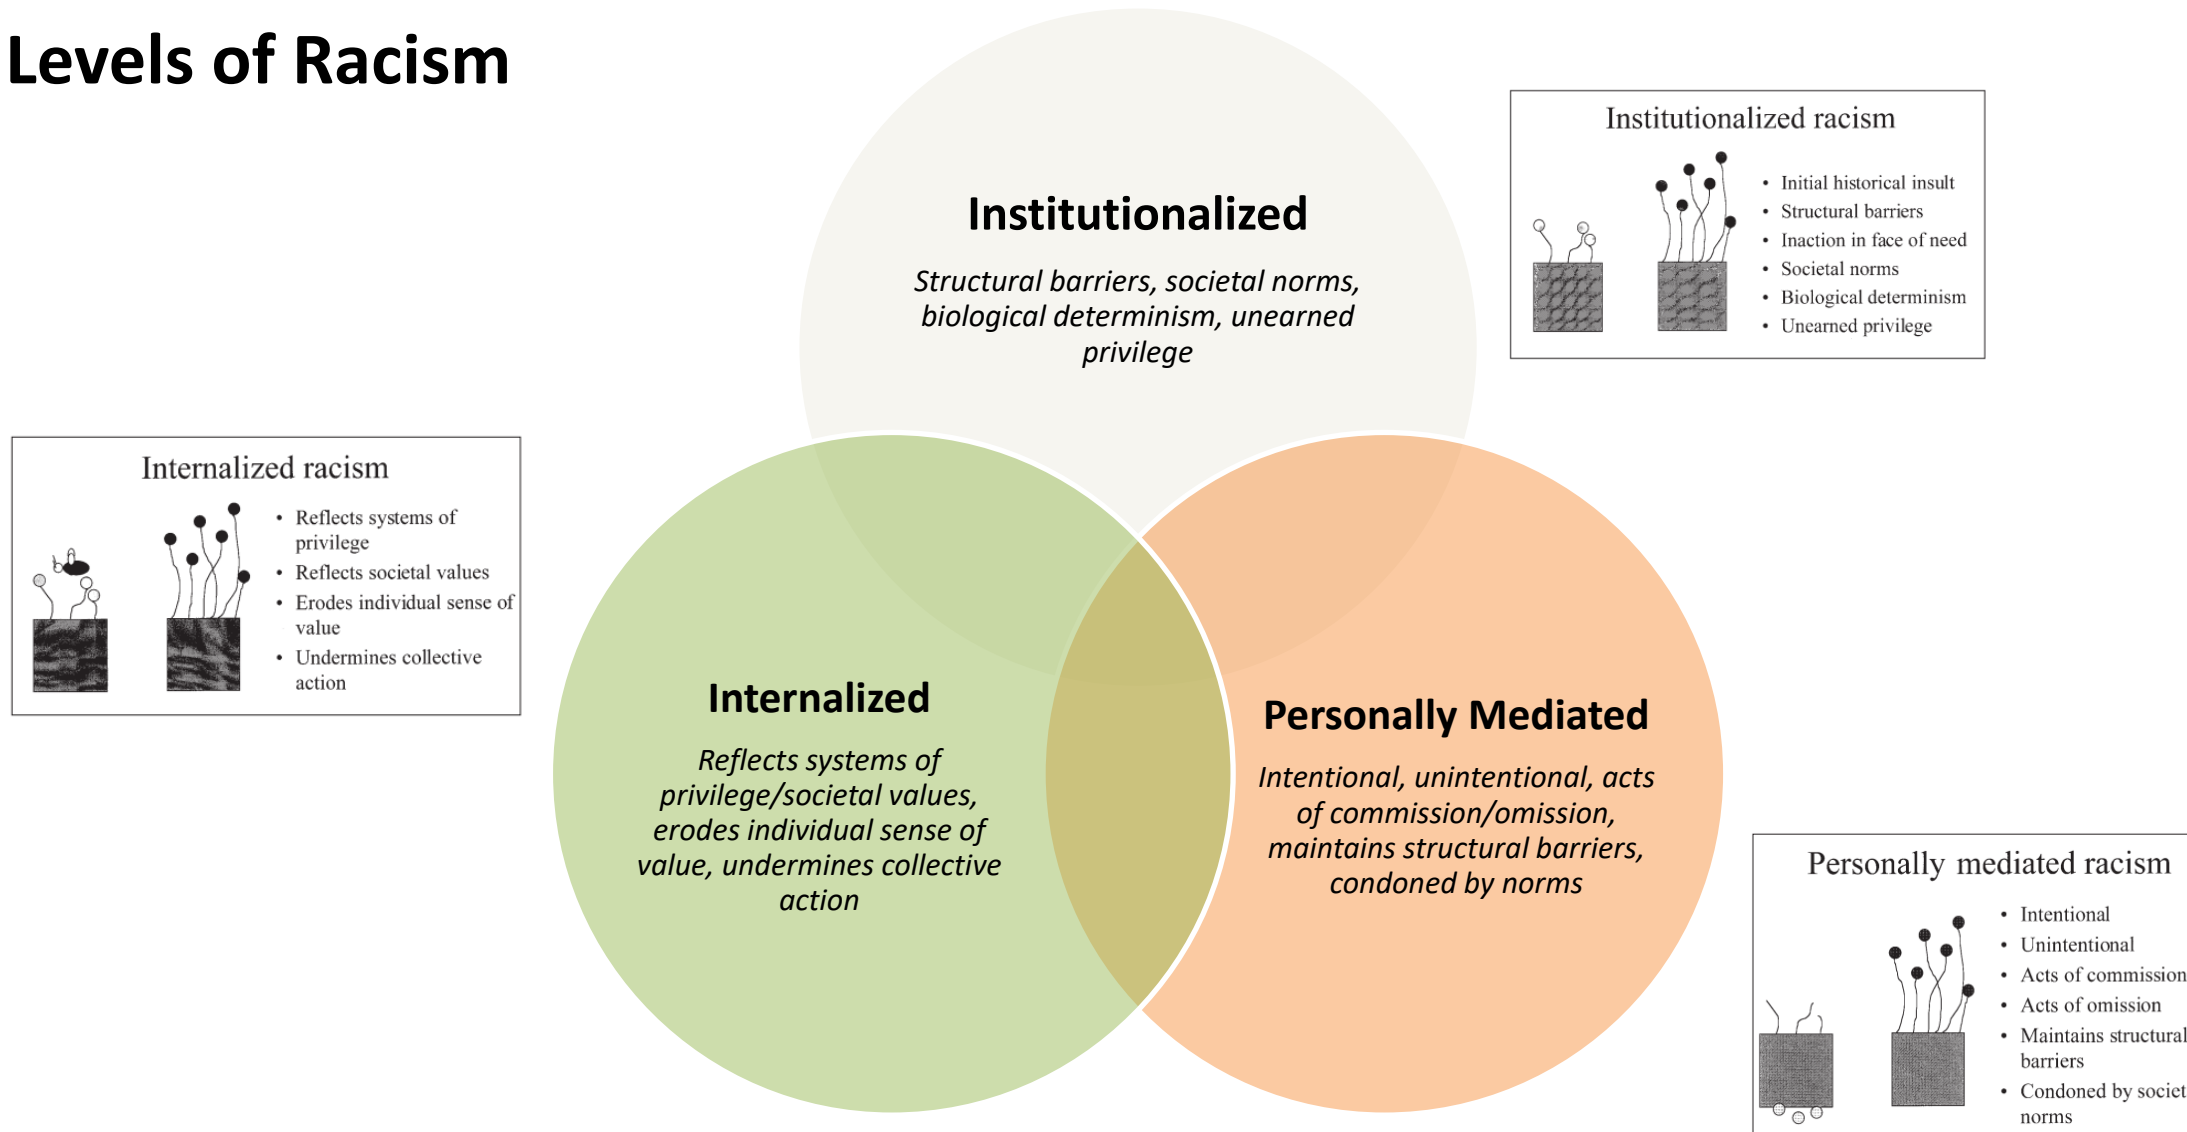 Levels of Racism
Institutionalized
Structural barriers, societal norms,
biological determinism, unearned
privilege
Institutionalized racism
• Initial historical insult
• Structural barriers
• Inaction in face of need
• Societal norms
• Biological determinism
• Unearned privilege
Internalized racism
• Reflects systems of
privilege
• Reflects societal values
• Erodes individual sense of
value
• Undermines collective
action
Internalized
Reflects systems of
privilege/societal values,
erodes individual sense of
value, undermines collective
action
Personally Mediated
Intentional, unintentional, acts
of commission/omission,
maintains structural barriers,
condoned by norms
Personally mediated racism
• Intentional
• Unintentional
• Acts of commission
• Acts of omission
• Maintains structural
barriers
• Condoned by societ
norms